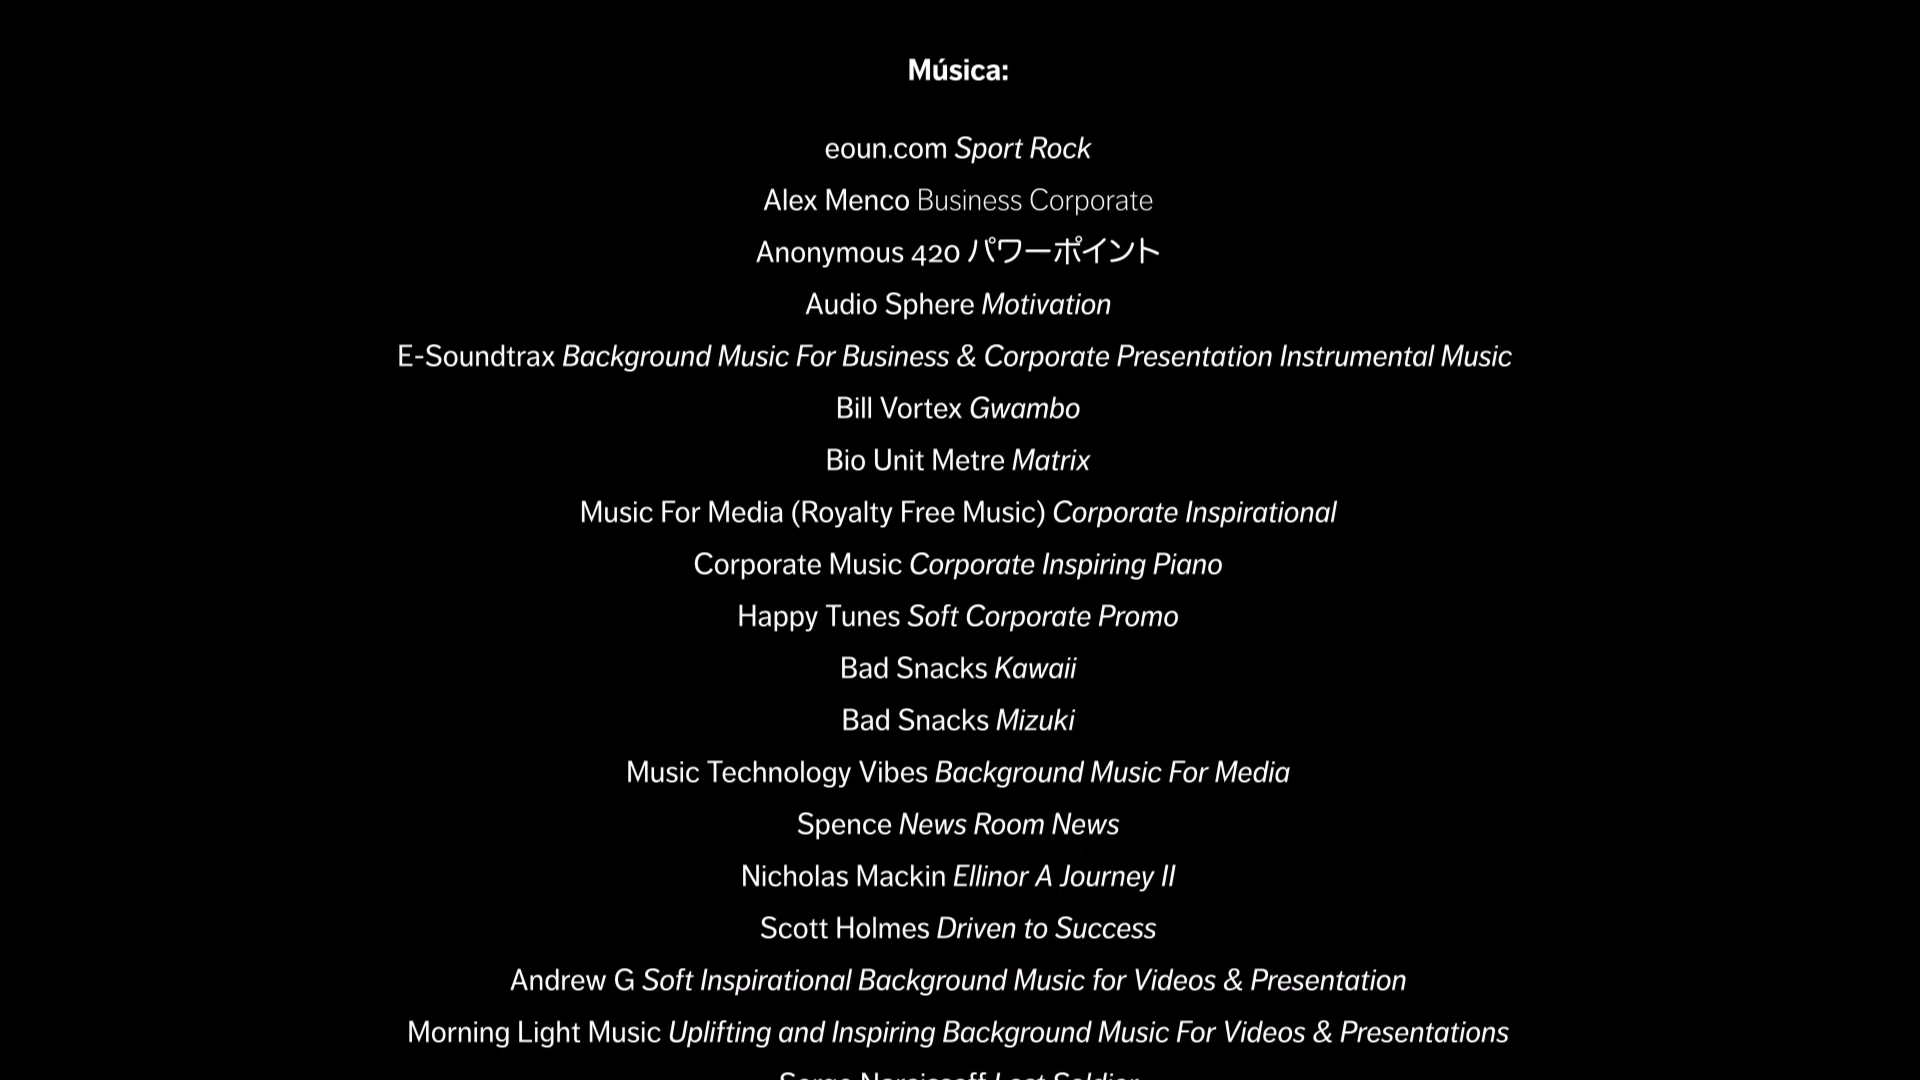 Música:
eoun.com Sport Rock
Alex Menco Business Corporate
Anonymous 420 パワーポイント
Audio Sphere Motivation
E-Soundtrax Background Music For Business & Corporate Presentation Instrumental Music
Bill Vortex Gwambo
Bio Unit Metre Matrix
Music For Media (Royalty Free Music) Corporate Inspirational
Corporate Music Corporate Inspiring Piano
Happy Tunes Soft Corporate Promo
Bad Snacks Kawaii
Bad Snacks Mizuki
Music Technology Vibes Background Music For Media
Spence News Room News
Nicholas Mackin Ellinor A Journey II
Scott Holmes Driven to Success
Andrew G Soft Inspirational Background Music for Videos & Presentation
Morning Light Music Uplifting and Inspiring Background Music For Videos & Presentations